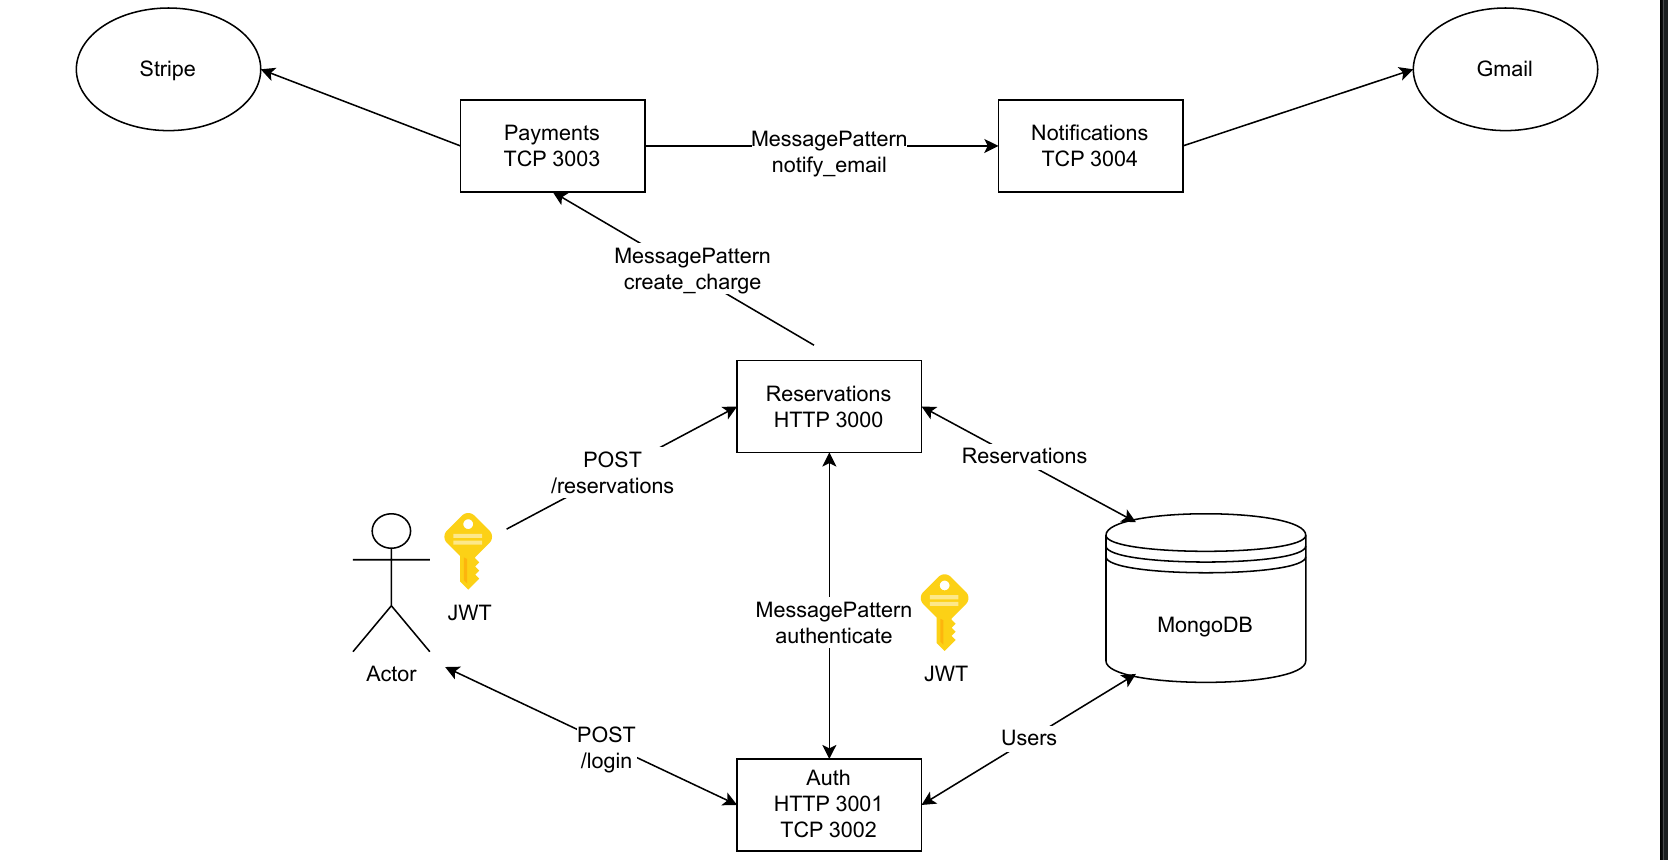 Stripe
Gmail
Payments
TCP 3003
MessagePattern
notify_email
Notifications
TCP 3004
MessagePattern
create_charge
Reservations
HTTP 3000
POST
/reservations
Reservations
JWT
MessagePattern
authenticate
JWT
MongoDB
Actor
POST
/login
Users
Auth
HTTP 3001
TCP 3002